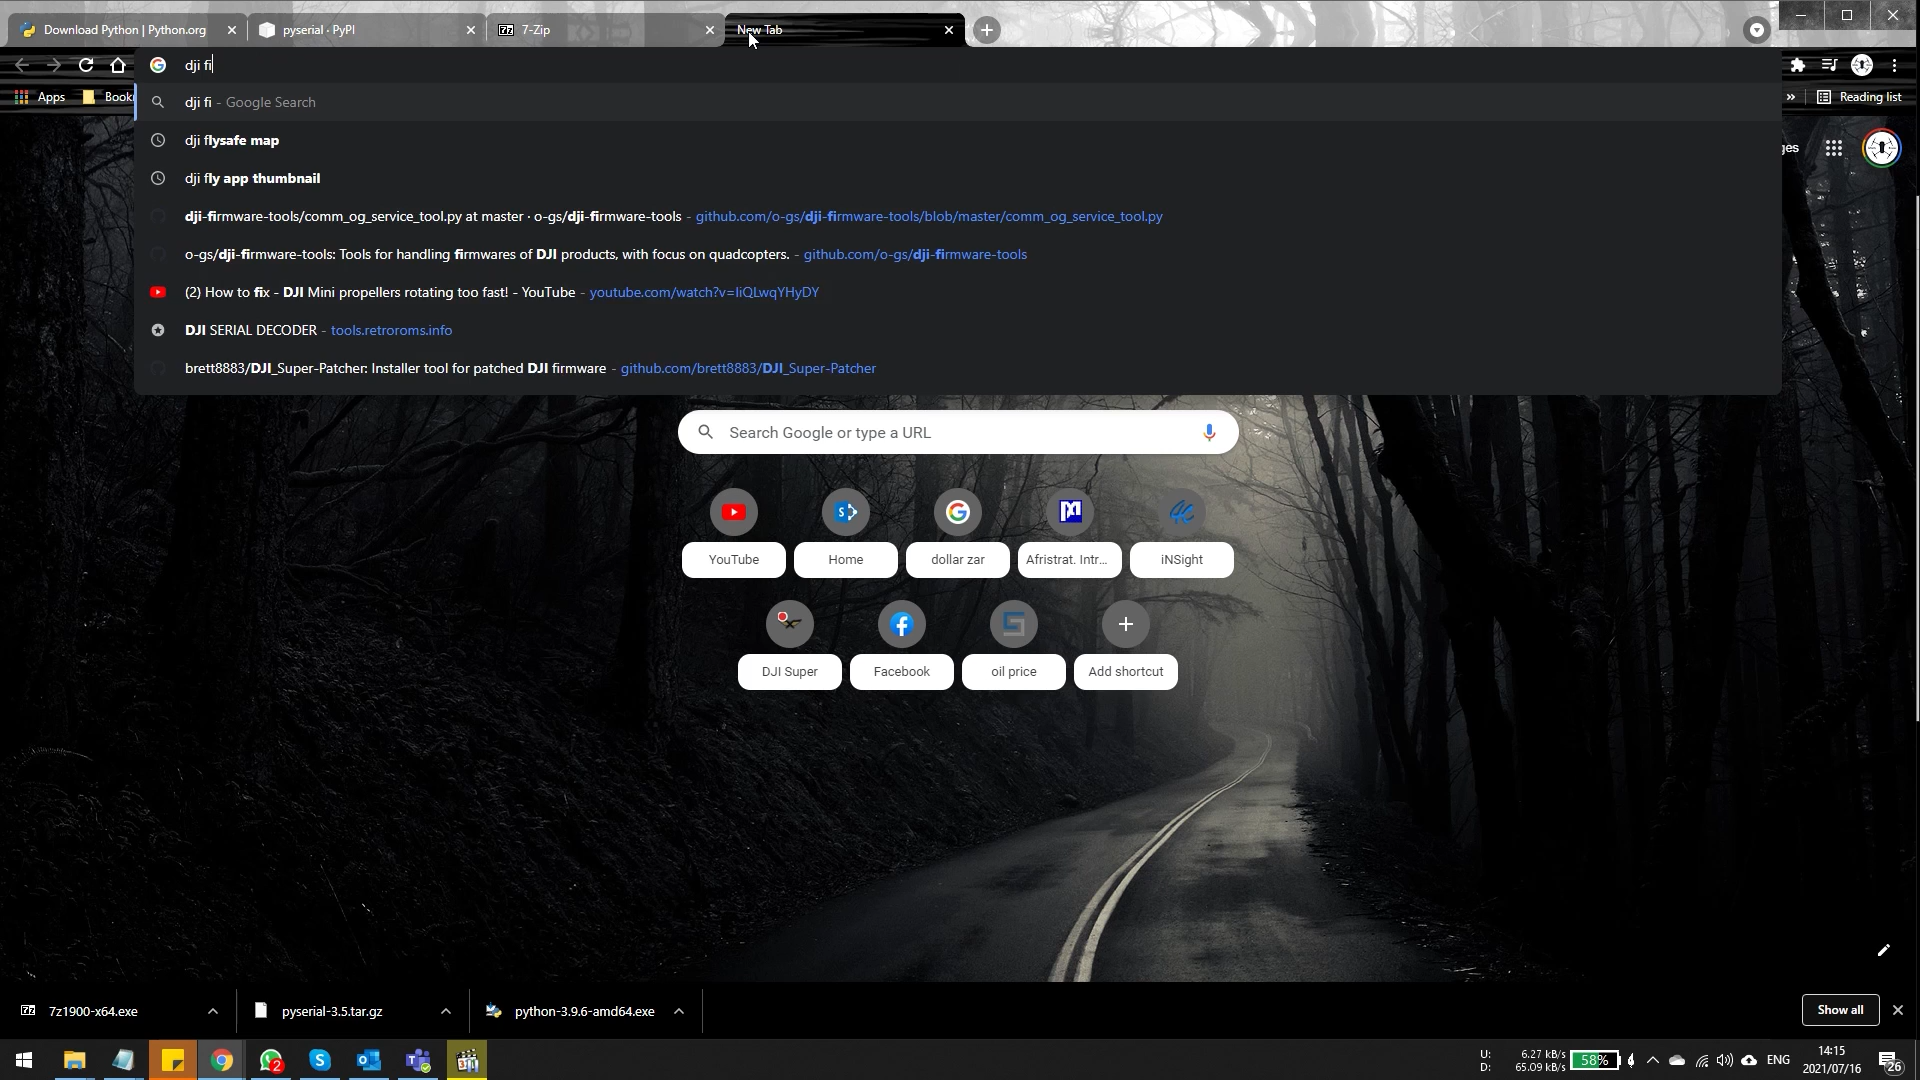 Download Python | Python.org
pyserial · PyPI
7-Zip
New Tab
dji fi
Apps
Book
Reading list
dji fi - Google Search
dji flysafe map
dji fly app thumbnail
dji-firmware-tools/comm_og_service_tool.py at master · o-gs/dji-firmware-tools - github.com/o-gs/dji-firmware-tools/blob/master/comm_og_service_tool.py
o-gs/dji-firmware-tools: Tools for handling firmwares of DJI products, with focus on quadcopters. - github.com/o-gs/dji-firmware-tools
(2) How to fix - DJI Mini propellers rotating too fast! - YouTube - youtube.com/watch?v=IiQLwqYHyDY
DJI SERIAL DECODER - tools.retroroms.info
brett8883/DJI_Super-Patcher: Installer tool for patched DJI firmware - github.com/brett8883/DJI_Super-Patcher
ges
Search Google or type a URL
YouTube
Home
dollar zar
Afristrat. Intr...
iNSight
DJI Super
Facebook
oil price
Add shortcut
7z1900-x64.exe
pyserial-3.5.tar.gz
python-3.9.6-amd64.exe
Show all
U: 6.27 kB/s
D: 65.09 kB/s
58%
ENG
14:15
2021/07/16
26
2